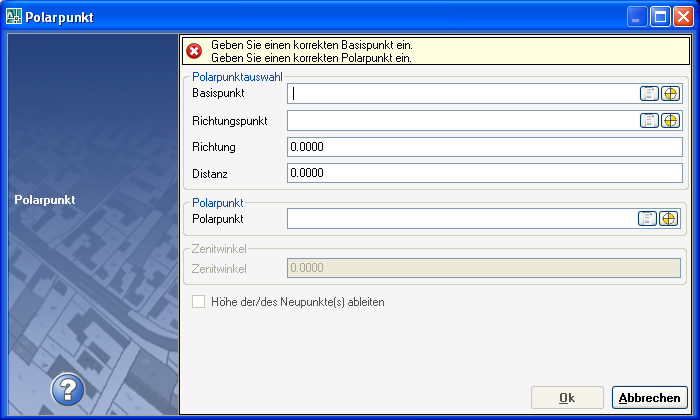 Polarpunkt
Geben Sie einen korrekten Basispunkt ein.
Geben Sie einen korrekten Polarpunkt ein.
Polarpunktauswahl
Basispunkt
Richtungspunkt
Richtung 0.0000
Distanz 0.0000
Polarpunkt
Polarpunkt
Polarpunkt
Zenitwinkel
Zenitwinkel 0.0000
Höhe der/des Neupunkte(s) ableiten
?
Ok Abbrechen